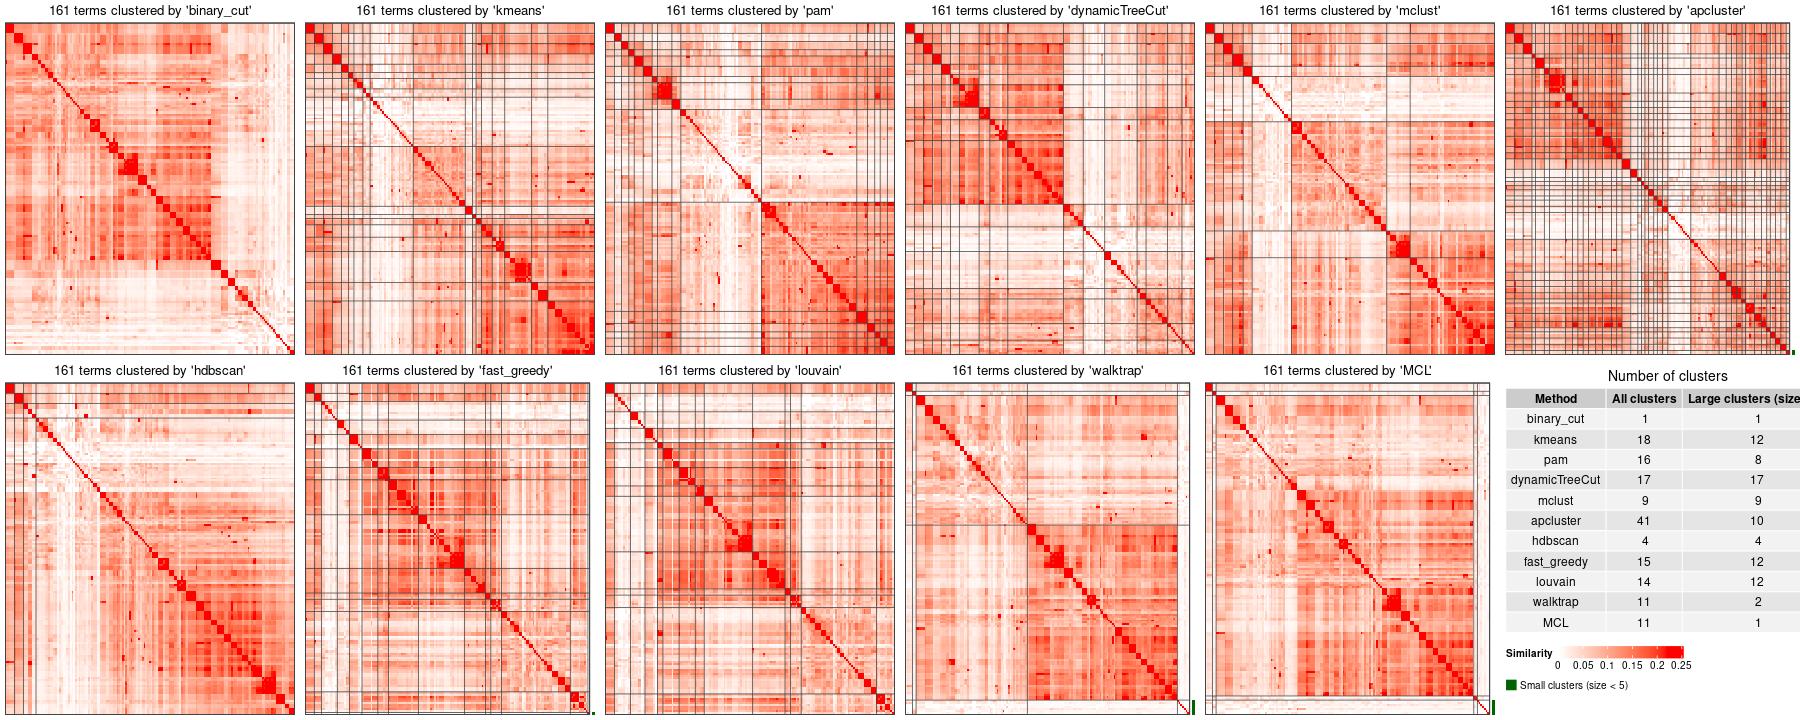 161 terms clustered by 'binary_cut'
161 terms clustered by 'kmeans'
161 terms clustered by 'pam'
161 terms clustered by 'dynamicTreeCut'
161 terms clustered by 'mclust'
161 terms clustered by 'apcluster'
161 terms clustered by 'hdbscan'
161 terms clustered by 'fast_greedy'
161 terms clustered by 'louvain'
161 terms clustered by 'walktrap'
161 terms clustered by 'MCL'
Number of clusters
Method All clusters Large clusters (size
binary_cut 1 1
kmeans 18 12
pam 16 8
dynamicTreeCut 17 17
mclust 9 9
apcluster 41 10
hdbscan 4 4
fast_greedy 15 12
louvain 14 12
walktrap 11 2
MCL 11 1
Similarity
0 0.05 0.1 0.15 0.2 0.25
Small clusters (size < 5)